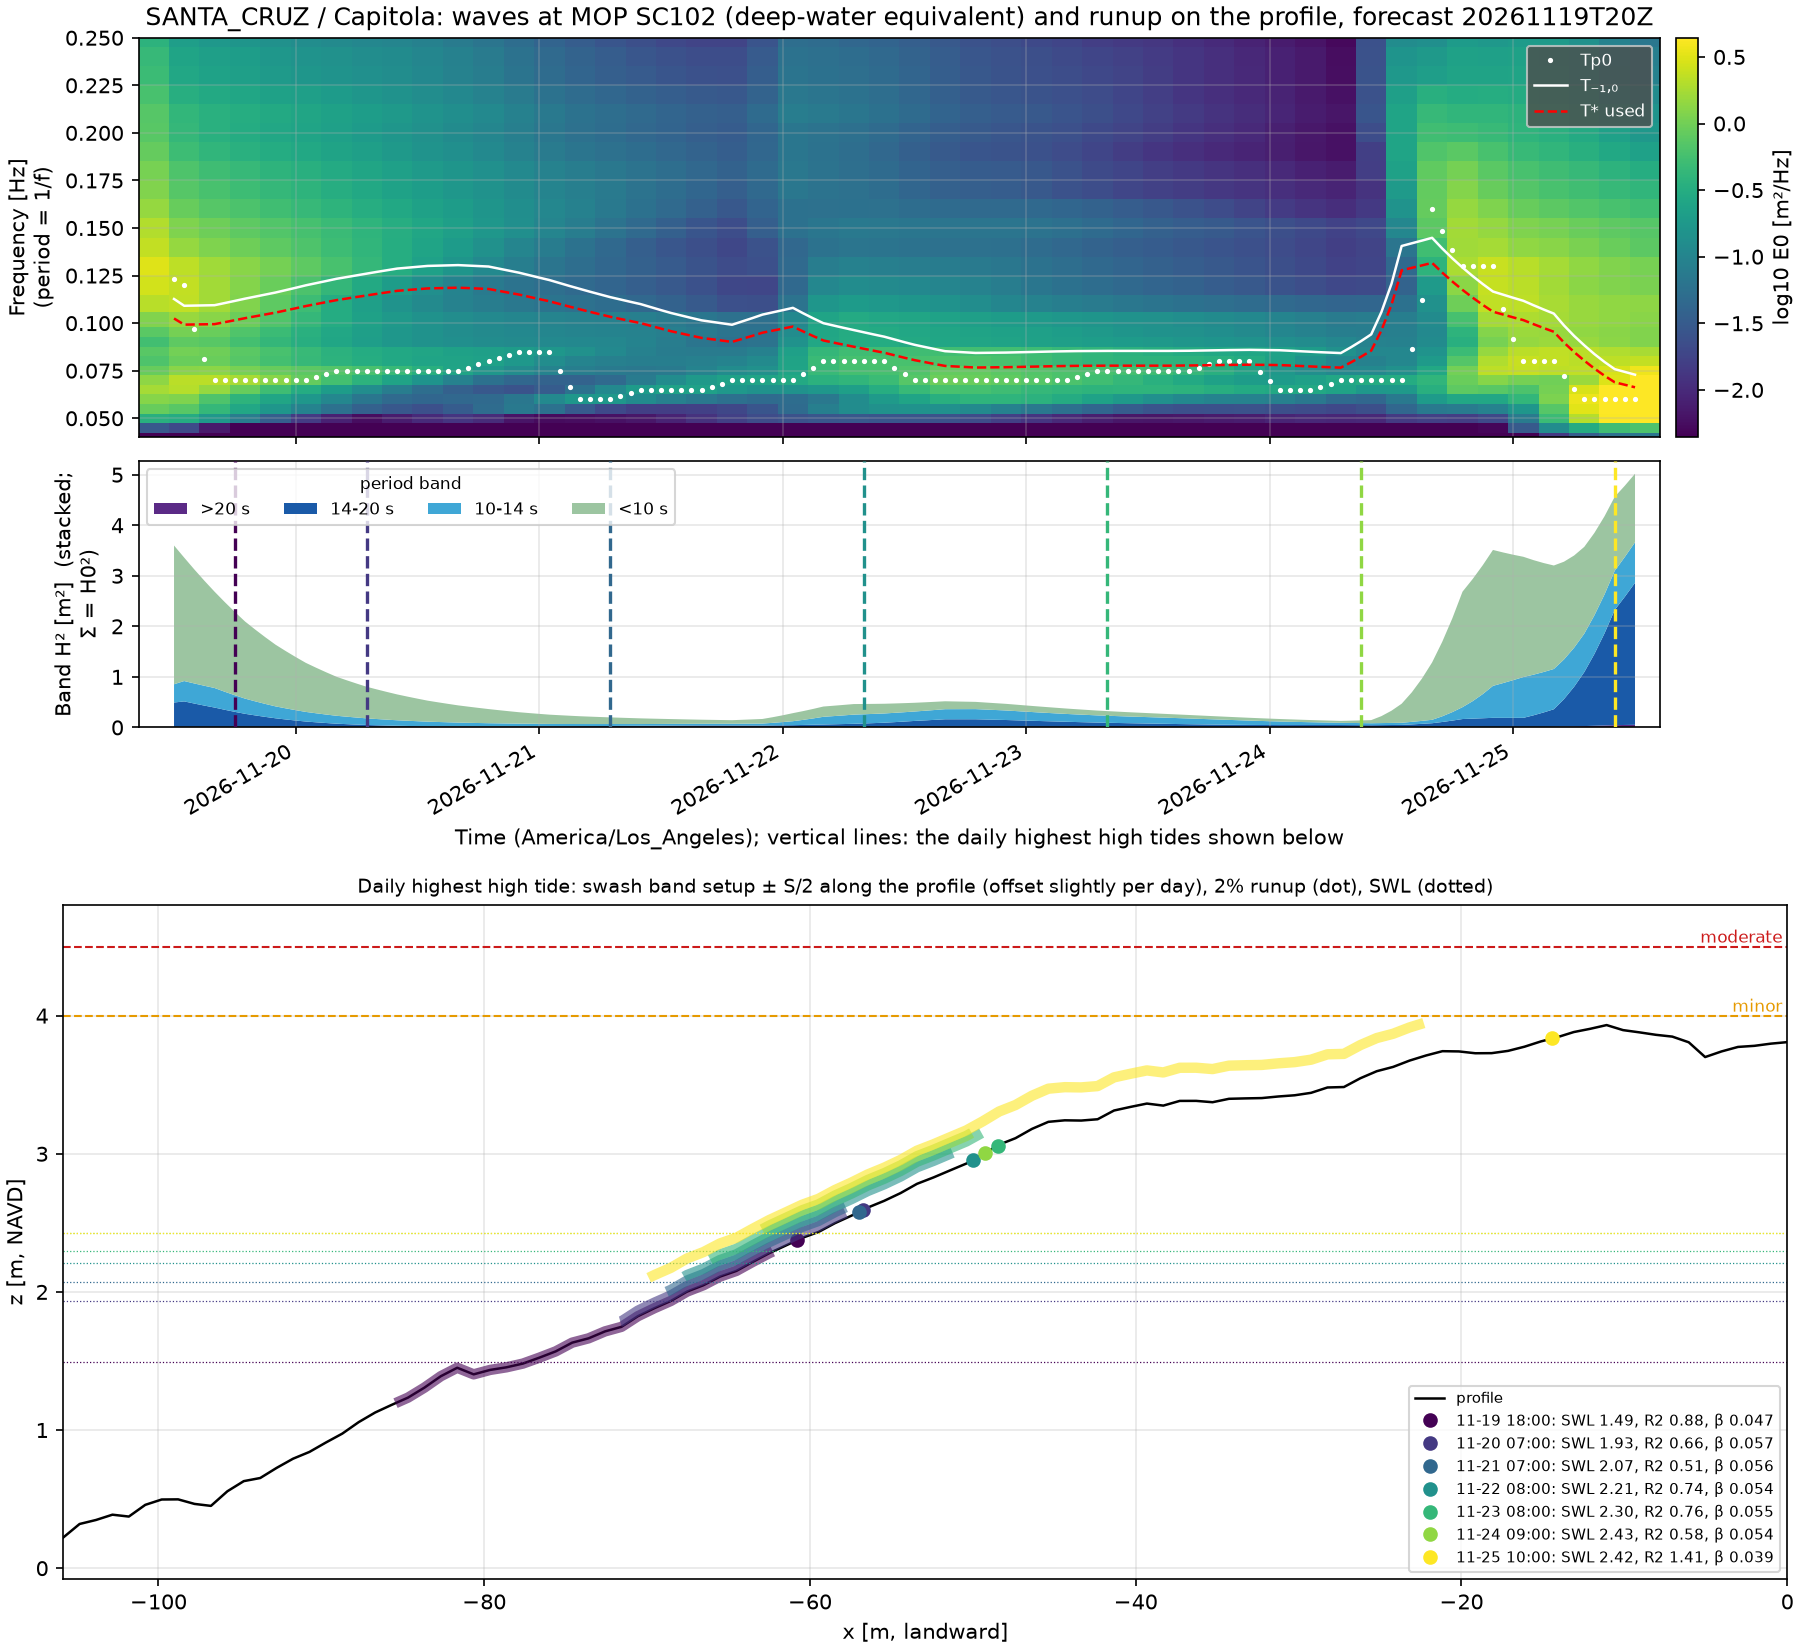 SANTA_CRUZ / Capitola: waves at MOP SC102 (deep-water equivalent) and runup on the profile, forecast 20261119T20Z
Frequency [Hz]
(period = 1/f)
0.250
0.225
0.200
0.175
0.150
0.125
0.100
0.075
0.050
Tp0
T₋₁,₀
T* used
0.5
0.0
−0.5
−1.0
−1.5
−2.0
log10 E0 [m²/Hz]
Band H² [m²] (stacked;
Σ = H0²)
5
4
3
2
1
0
period band
>20 s
14-20 s
10-14 s
<10 s
2026-11-20
2026-11-21
2026-11-22
2026-11-23
2026-11-24
2026-11-25
Time (America/Los_Angeles); vertical lines: the daily highest high tides shown below
Daily highest high tide: swash band setup ± S/2 along the profile (offset slightly per day), 2% runup (dot), SWL (dotted)
z [m, NAVD]
4
3
2
1
0
moderate
minor
profile
11-19 18:00: SWL 1.49, R2 0.88, β 0.047
11-20 07:00: SWL 1.93, R2 0.66, β 0.057
11-21 07:00: SWL 2.07, R2 0.51, β 0.056
11-22 08:00: SWL 2.21, R2 0.74, β 0.054
11-23 08:00: SWL 2.30, R2 0.76, β 0.055
11-24 09:00: SWL 2.43, R2 0.58, β 0.054
11-25 10:00: SWL 2.42, R2 1.41, β 0.039
−100
−80
−60
−40
−20
0
x [m, landward]